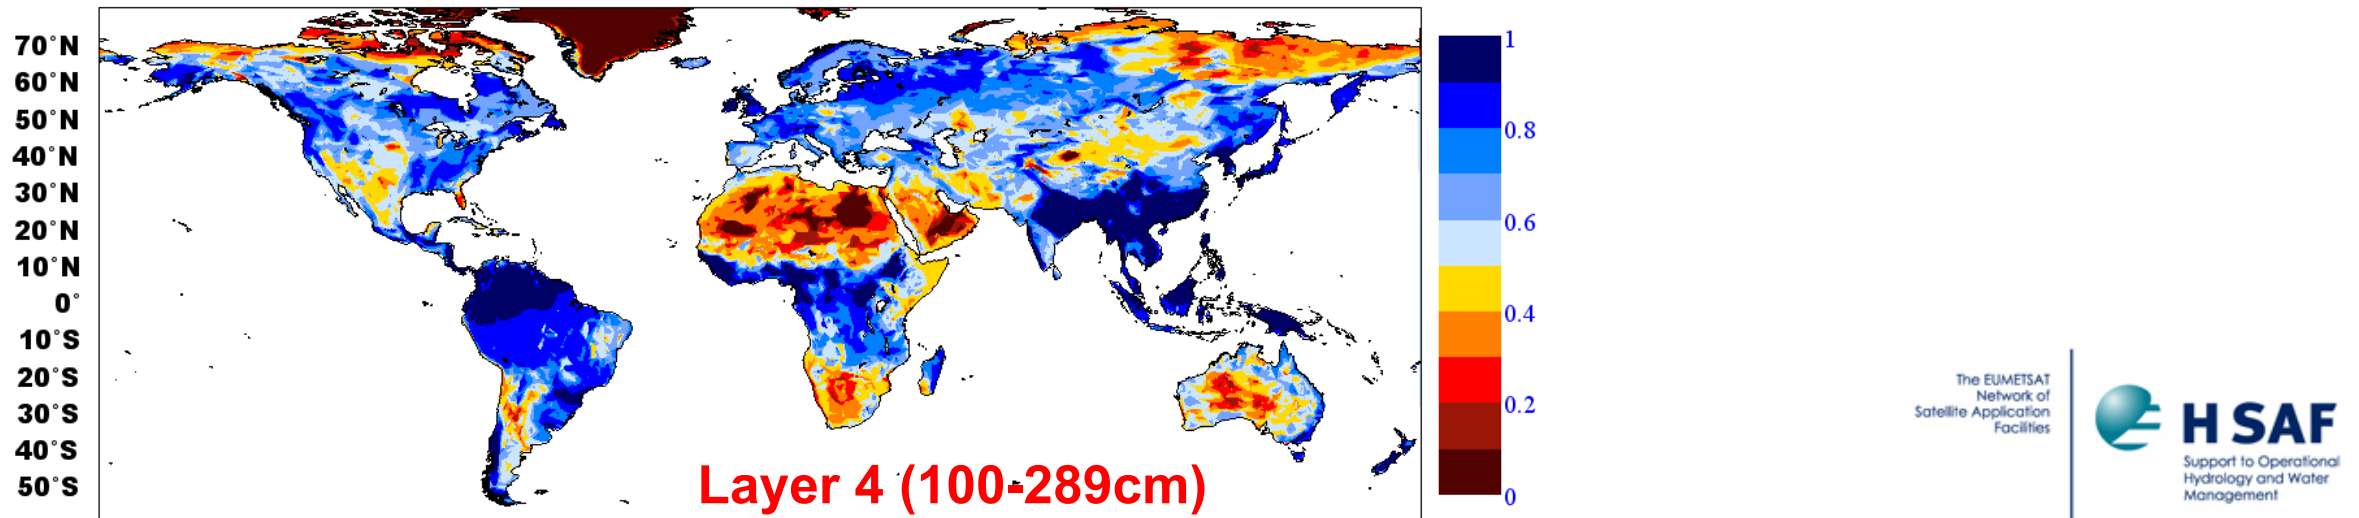 70°N
60°N
50°N
40°N
30°N
20°N
10°N
0°
10°S
20°S
30°S
40°S
50°S
Layer 4 (100-289cm)
1
0.8
0.6
0.4
0.2
0
The EUMETSAT
Network of
Satellite Application
Facilities
H SAF
Support to Operational
Hydrology and Water
Management